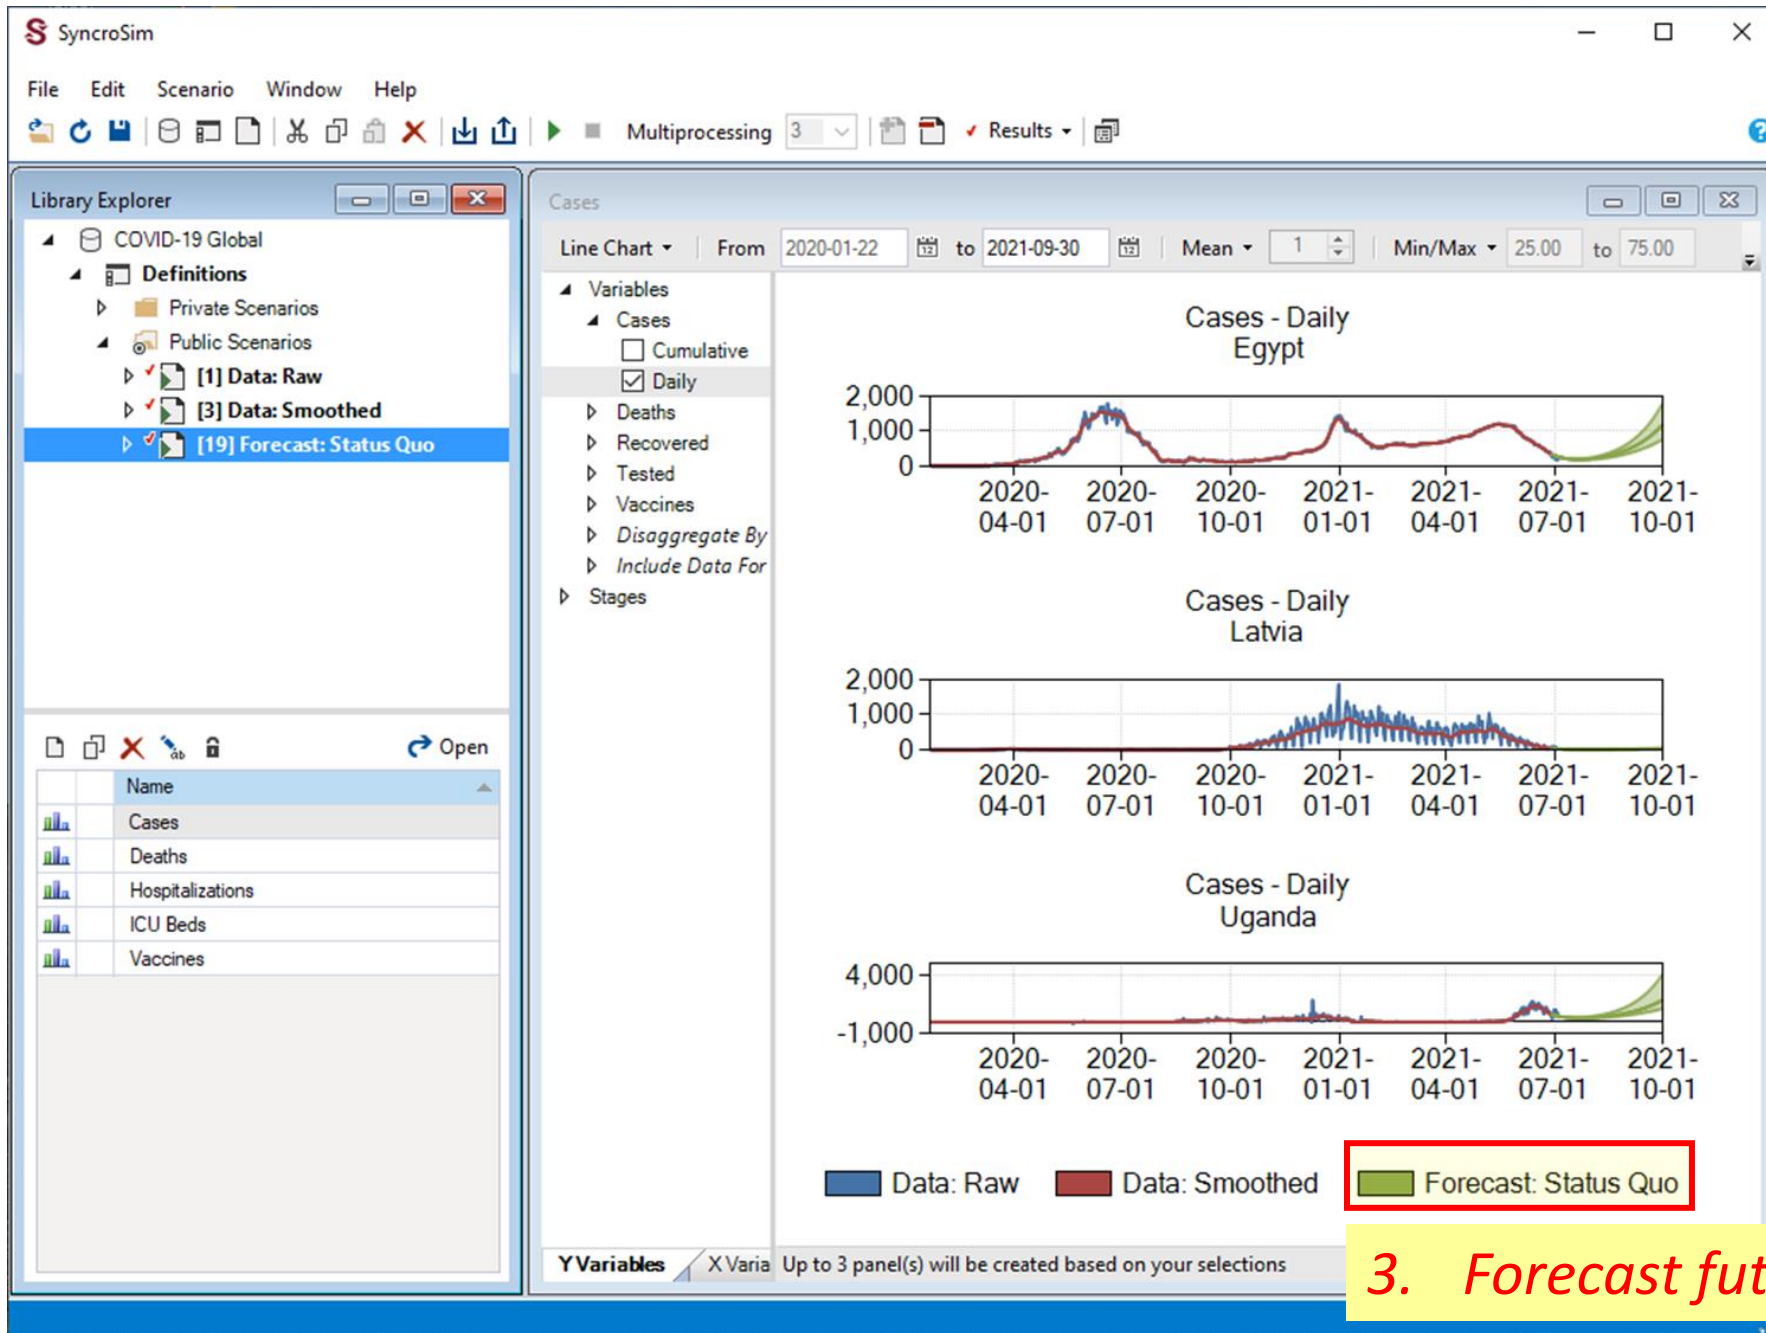 SyncroSim
File Edit Scenario Window Help
Multiprocessing 3 Results
Library Explorer
COVID-19 Global
Definitions
Private Scenarios
Public Scenarios
[1] Data: Raw
[3] Data: Smoothed
[19] Forecast: Status Quo
Open
Name
Cases
Deaths
Hospitalizations
ICU Beds
Vaccines
Cases
Line Chart From 2020-01-22 to 2021-09-30 Mean 1 Min/Max 25.00 to 75.00
Variables
Cases
Cumulative
Daily
Deaths
Recovered
Tested
Vaccines
Disaggregate By
Include Data For
Stages
Cases - Daily
Egypt
2,000
1,000
0
2020- 2020- 2020- 2021- 2021- 2021- 2021-
04-01 07-01 10-01 01-01 04-01 07-01 10-01
Cases - Daily
Latvia
2,000
1,000
0
2020- 2020- 2020- 2021- 2021- 2021- 2021-
04-01 07-01 10-01 01-01 04-01 07-01 10-01
Cases - Daily
Uganda
4,000
-1,000
2020- 2020- 2020- 2021- 2021- 2021- 2021-
04-01 07-01 10-01 01-01 04-01 07-01 10-01
Data: Raw Data: Smoothed Forecast: Status Quo
Y Variables X Varia Up to 3 panel(s) will be created based on your selections
3. Forecast fut